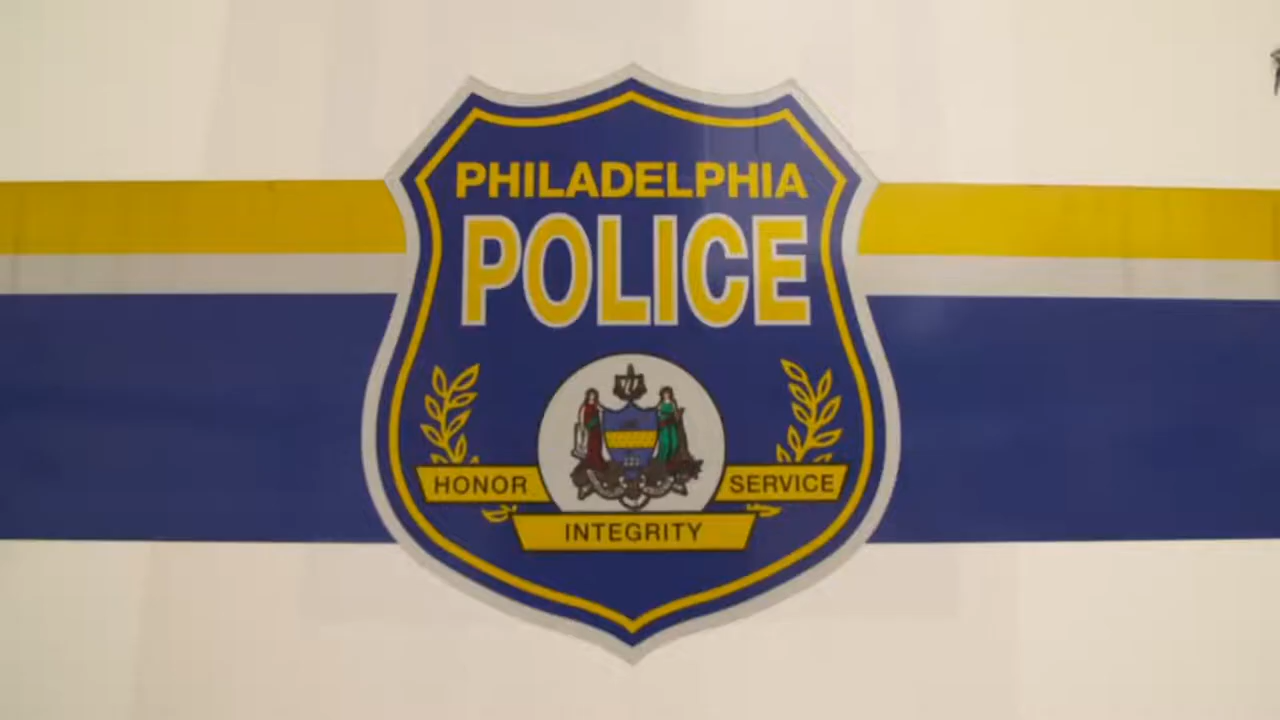 PHILADELPHIA
POLICE
HONOR
SERVICE
INTEGRITY